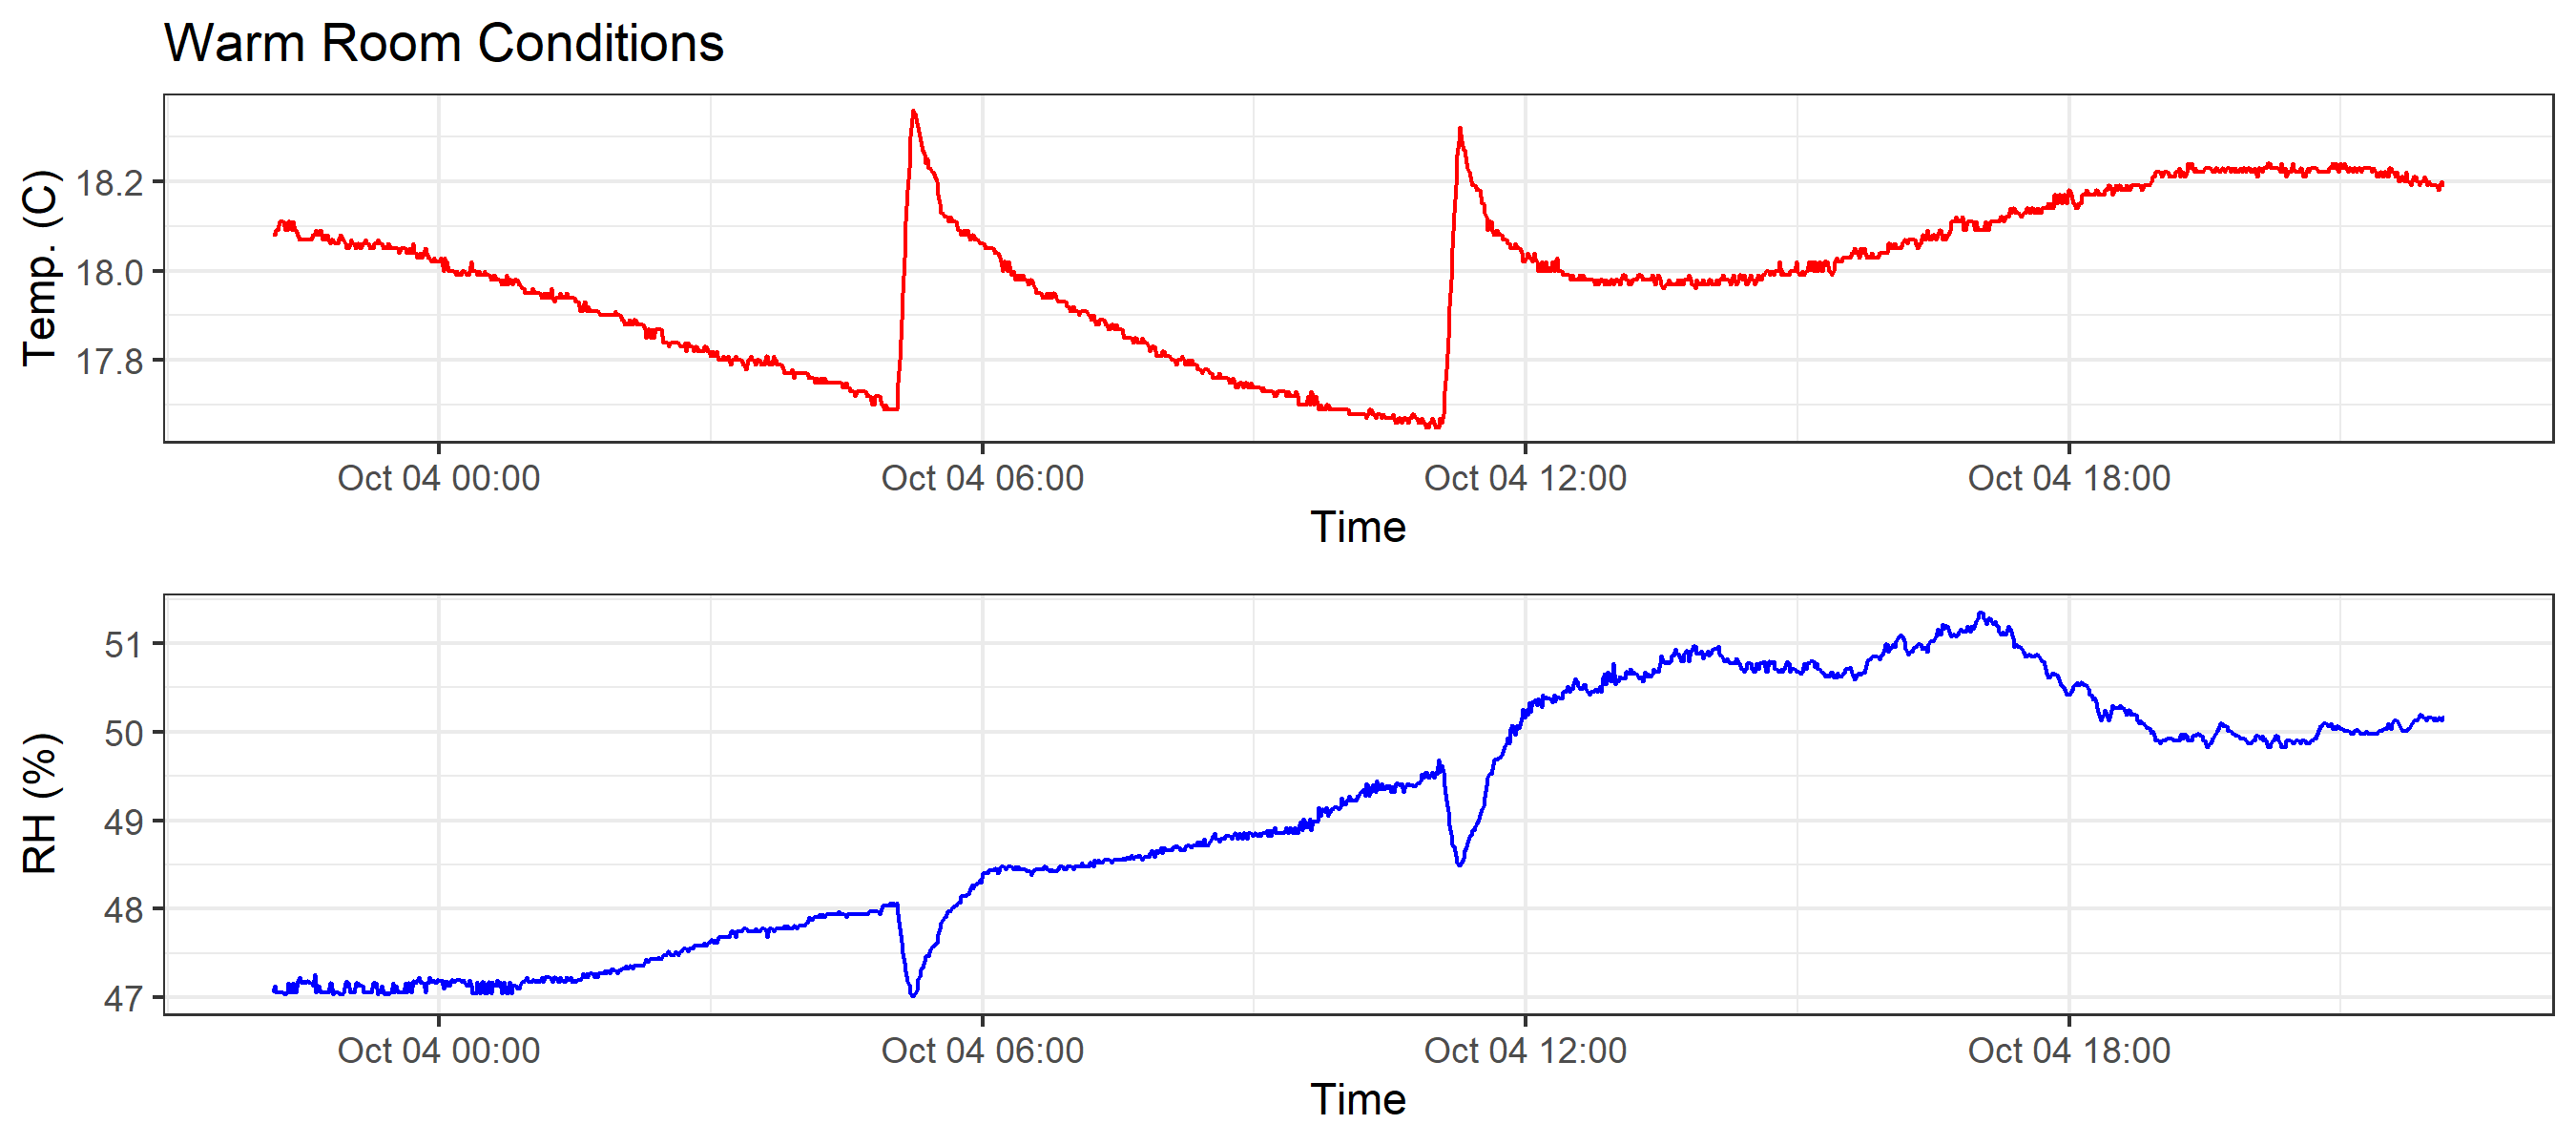 Warm Room Conditions
Temp. (C)
18.2
18.0
17.8
Oct 04 00:00 Oct 04 06:00 Oct 04 12:00 Oct 04 18:00
Time
RH (%)
51
50
49
48
47
Oct 04 00:00 Oct 04 06:00 Oct 04 12:00 Oct 04 18:00
Time